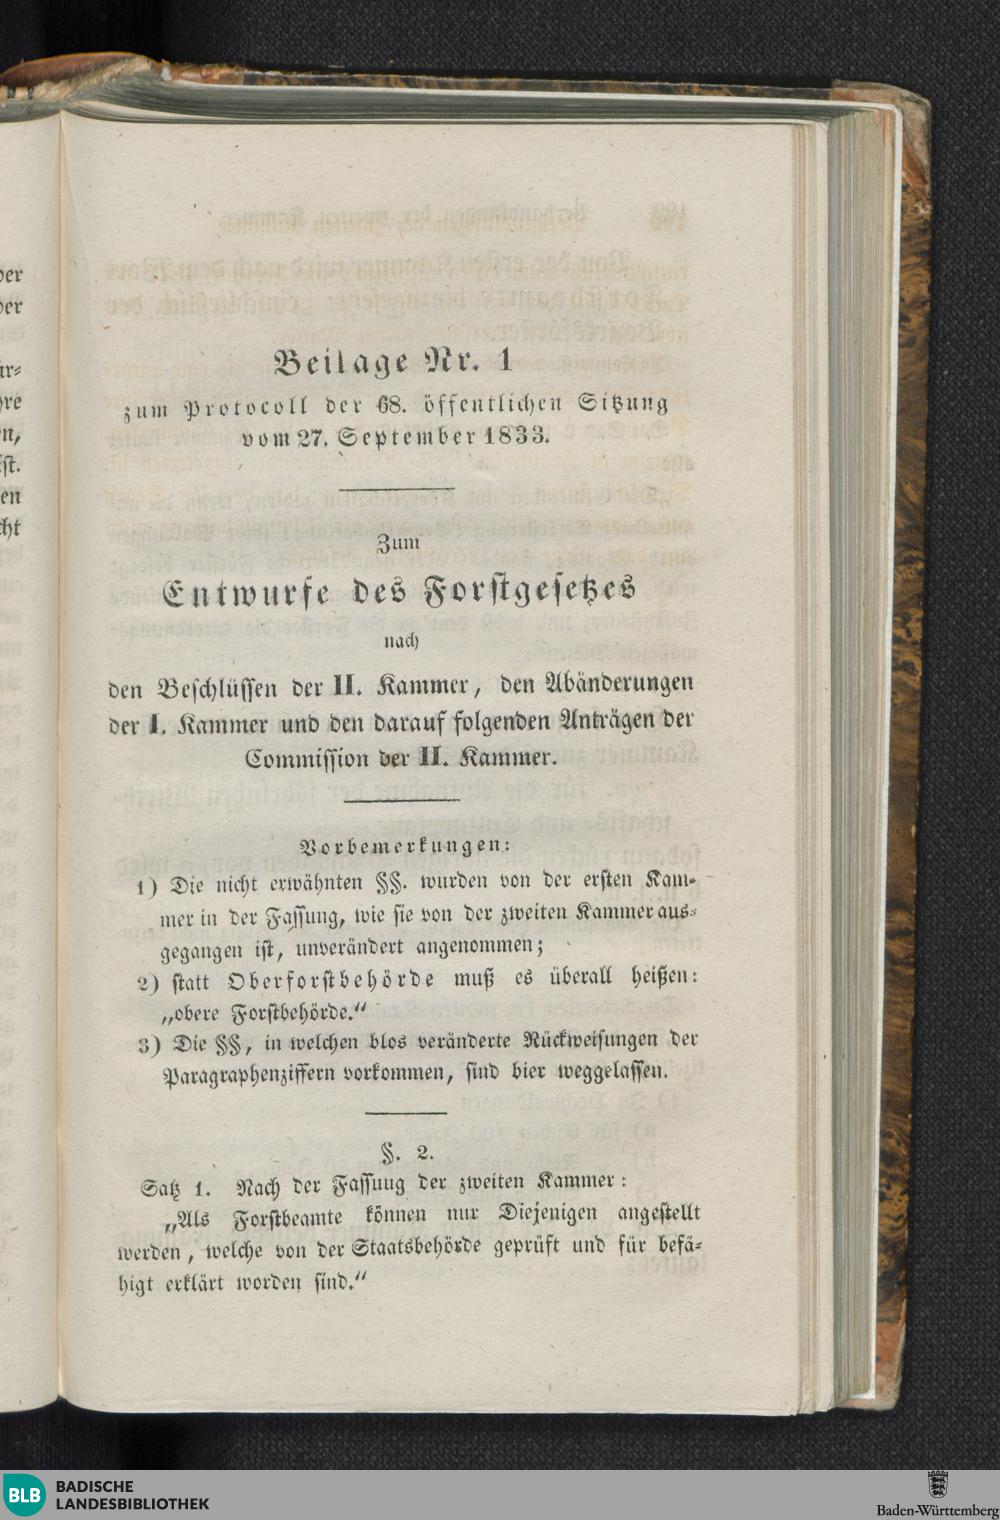 Beilage Nr. 1
zum Protocoll der 68. öffentlichen Sitzung
vom 27. September 1833.
Zum
Entwurfe des Forstgesetzes
nach
den Beschlüssen der II. Kammer, den Abänderungen
der I. Kammer und den darauf folgenden Anträgen der
Commission der II. Kammer.
Vorbemerkungen:
1) Die nicht erwähnten §§. wurden von der ersten Kam-
mer in der Fassung, wie sie von der zweiten Kammer aus-
gegangen ist, unverändert angenommen;
2) statt Oberforstbehörde muß es überall heißen:
„obere Forstbehörde.“
3) Die §§, in welchen blos veränderte Rückweisungen der
Paragraphenziffern vorkommen, sind hier weggelassen.
§. 2.
Satz 1. Nach der Fassung der zweiten Kammer:
„Als Forstbeamte können nur Diejenigen angestellt
werden, welche von der Staatsbehörde geprüft und für befä-
higt erklärt worden sind.“
BLB BADISCHE
LANDESBIBLIOTHEK
Baden-Württemberg